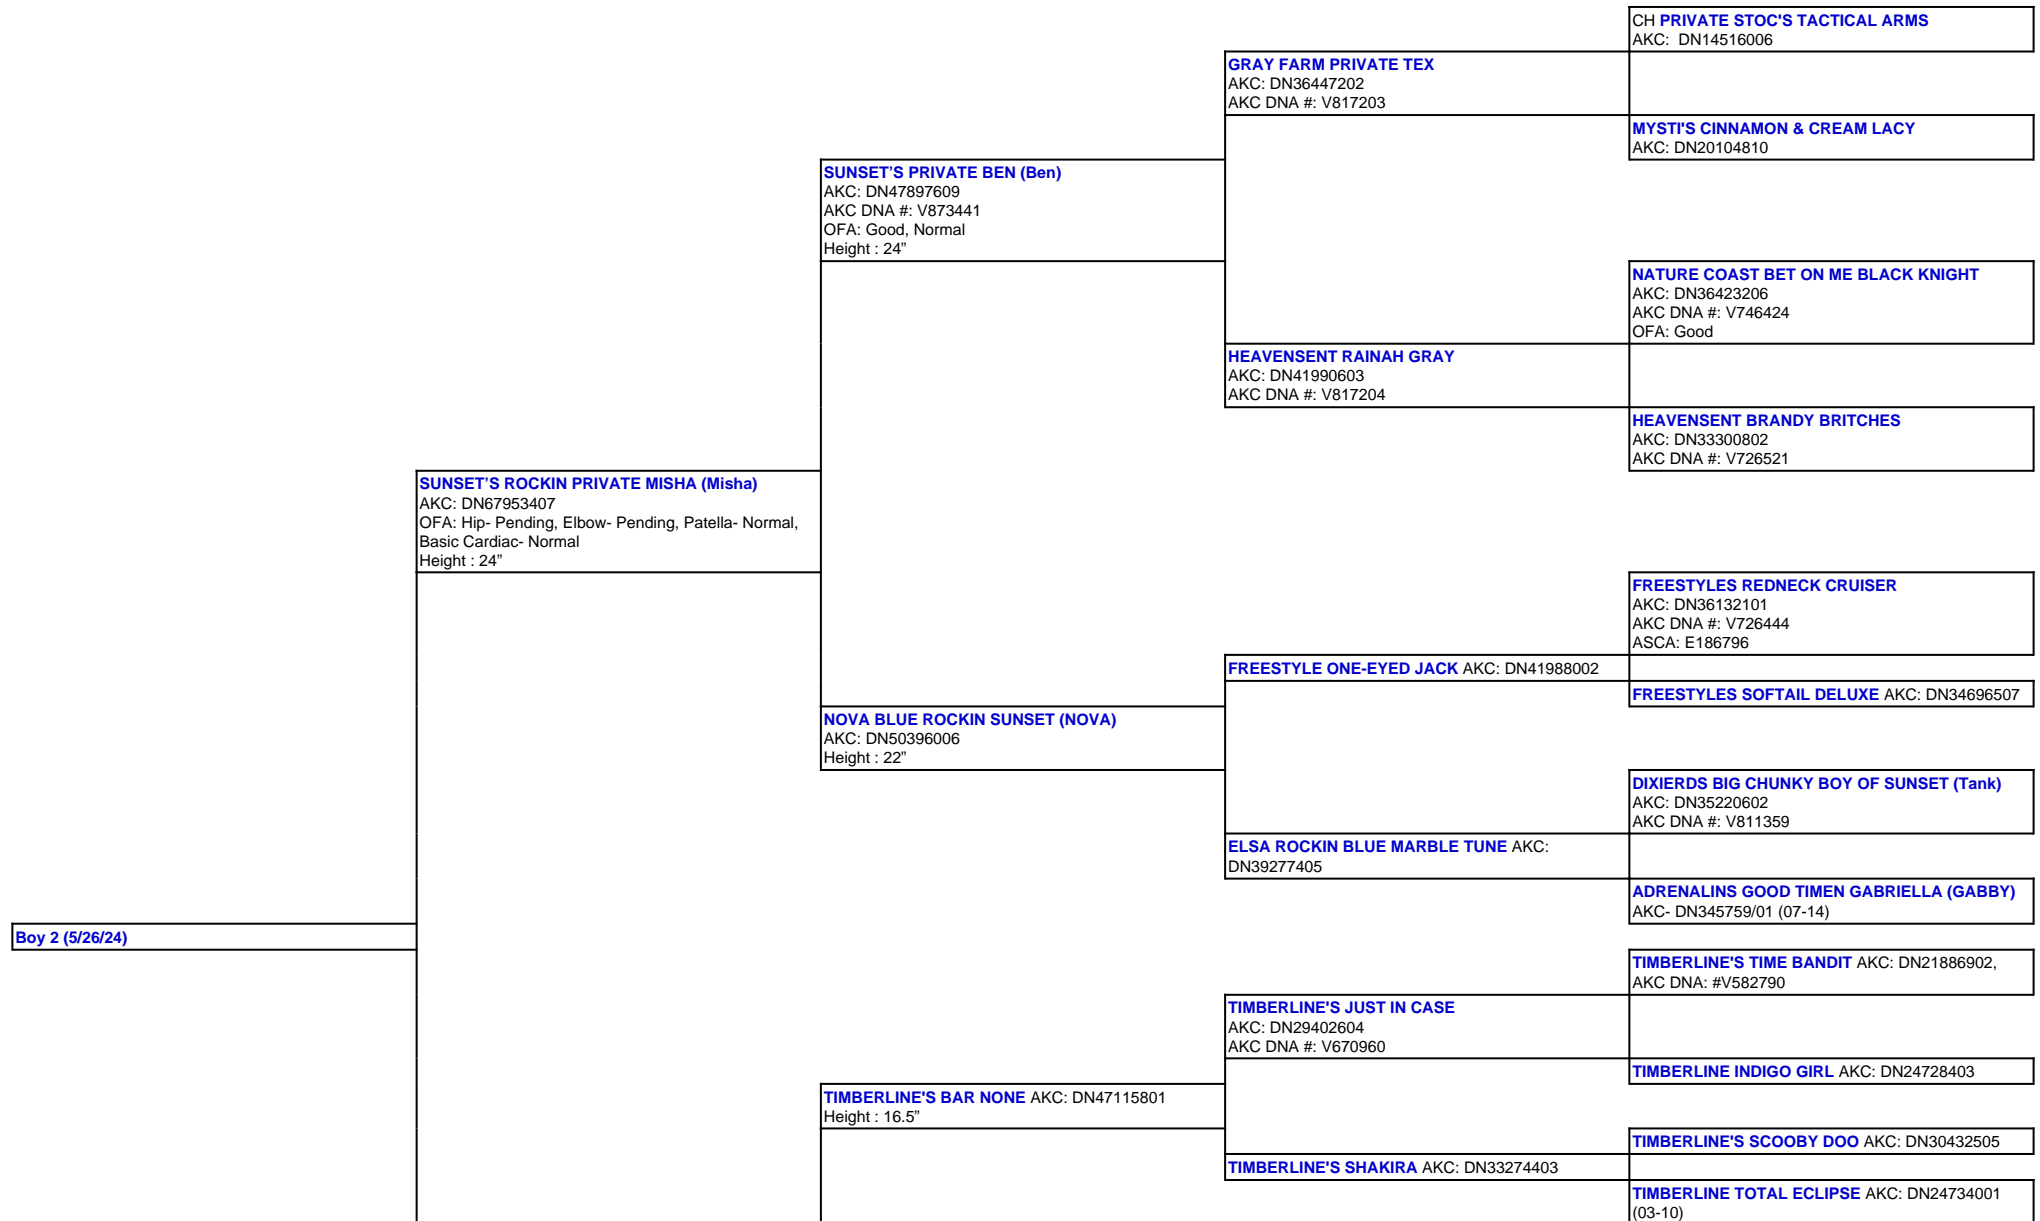 CH PRIVATE STOC'S TACTICAL ARMS
AKC:  DN14516006
GRAY FARM PRIVATE TEX
AKC: DN36447202
AKC DNA #: V817203
MYSTI'S CINNAMON & CREAM LACY
AKC: DN20104810
SUNSET’S PRIVATE BEN (Ben)
AKC: DN47897609
AKC DNA #: V873441
OFA: Good, Normal
Height : 24”
NATURE COAST BET ON ME BLACK KNIGHT
AKC: DN36423206
AKC DNA #: V746424
OFA: Good
HEAVENSENT RAINAH GRAY
AKC: DN41990603
AKC DNA #: V817204
HEAVENSENT BRANDY BRITCHES
AKC: DN33300802
AKC DNA #: V726521
SUNSET’S ROCKIN PRIVATE MISHA (Misha)
AKC: DN67953407
OFA: Hip- Pending, Elbow- Pending, Patella- Normal,
Basic Cardiac- Normal
Height : 24”
FREESTYLES REDNECK CRUISER
AKC: DN36132101
AKC DNA #: V726444
ASCA: E186796
FREESTYLE ONE-EYED JACK AKC: DN41988002
FREESTYLES SOFTAIL DELUXE AKC: DN34696507
NOVA BLUE ROCKIN SUNSET (NOVA)
AKC: DN50396006
Height : 22”
DIXIERDS BIG CHUNKY BOY OF SUNSET (Tank)
AKC: DN35220602
AKC DNA #: V811359
ELSA ROCKIN BLUE MARBLE TUNE AKC:
DN39277405
ADRENALINS GOOD TIMEN GABRIELLA (GABBY)
AKC- DN345759/01 (07-14)
Boy 2 (5/26/24)
TIMBERLINE'S TIME BANDIT AKC: DN21886902,
AKC DNA: #V582790
TIMBERLINE'S JUST IN CASE
AKC: DN29402604
AKC DNA #: V670960
TIMBERLINE INDIGO GIRL AKC: DN24728403
TIMBERLINE'S BAR NONE AKC: DN47115801
Height : 16.5”
TIMBERLINE'S SCOOBY DOO AKC: DN30432505
TIMBERLINE'S SHAKIRA AKC: DN33274403
TIMBERLINE TOTAL ECLIPSE AKC: DN24734001
(03-10)